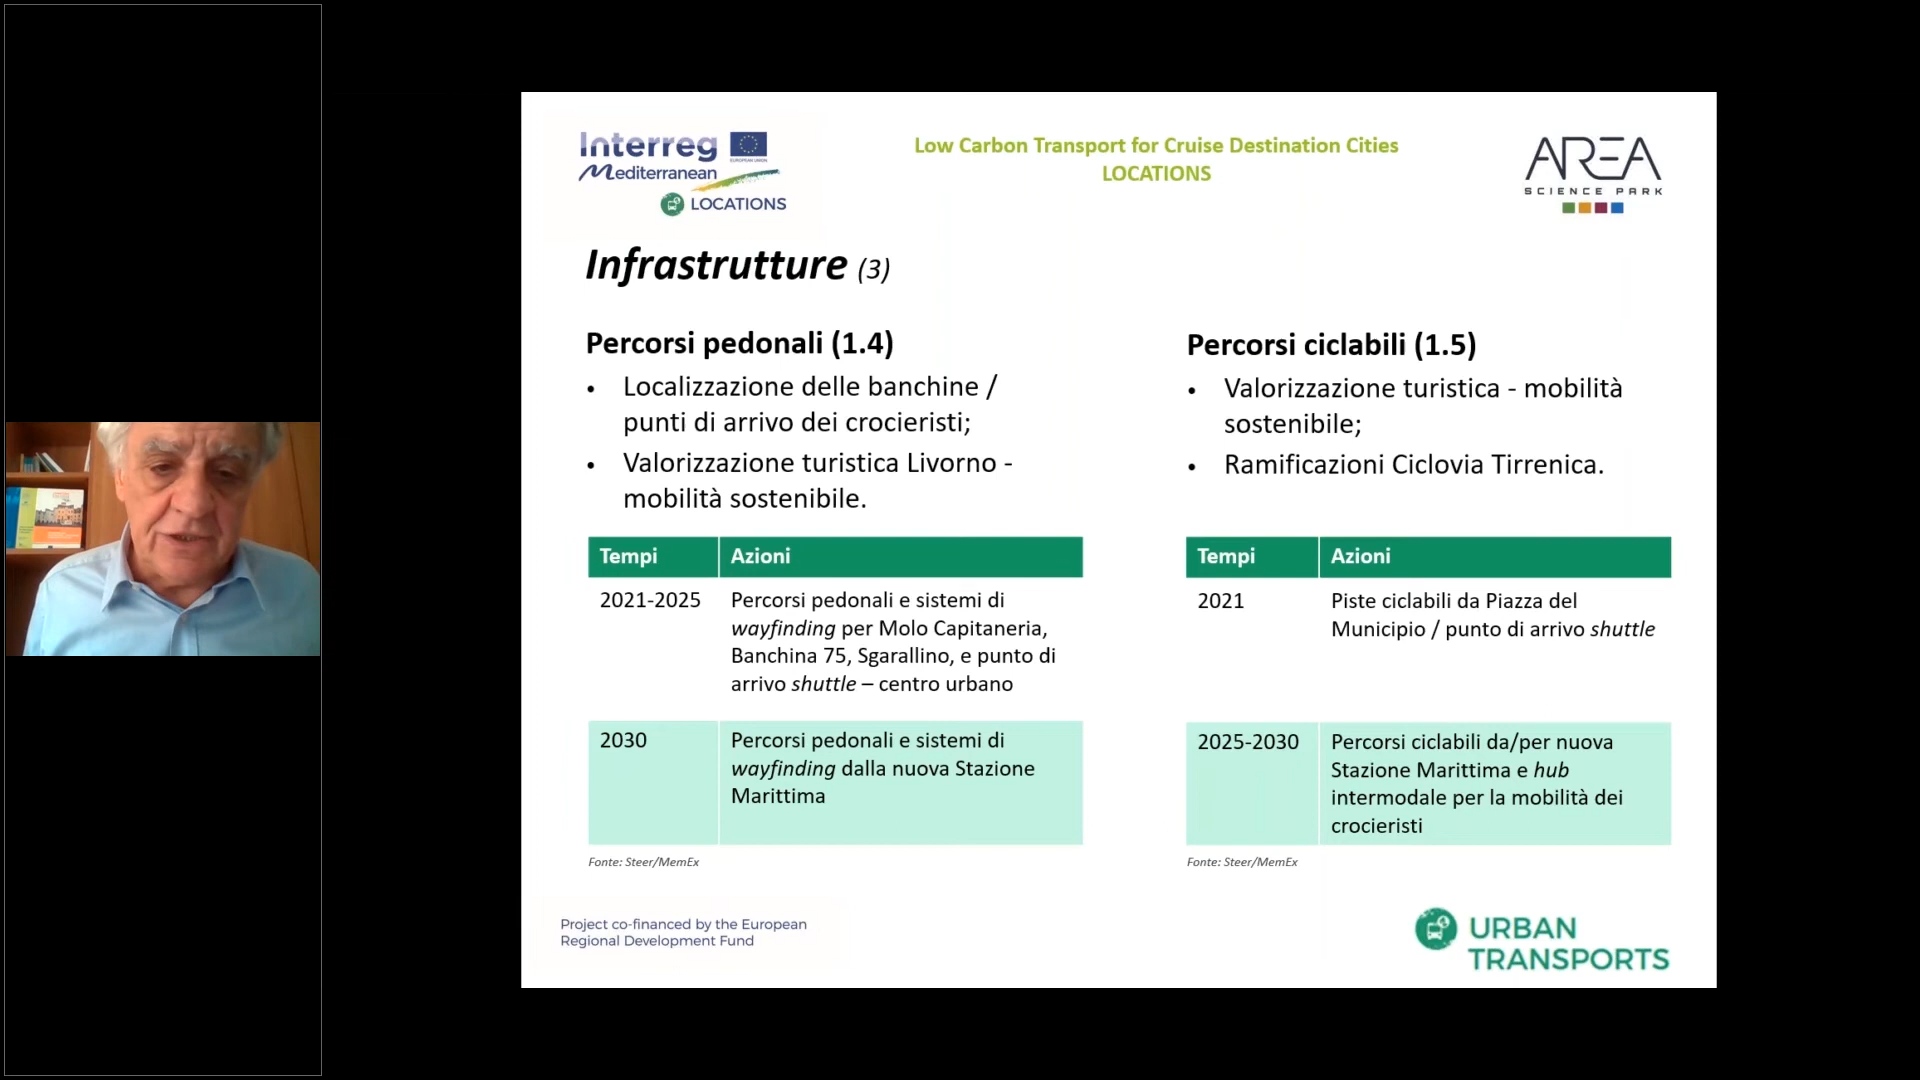 Interreg
EUROPEAN UNION
Mediterranean
LOCATIONS
Low Carbon Transport for Cruise Destination Cities
LOCATIONS
AREA
SCIENCE PARK
Infrastrutture (3)
Percorsi pedonali (1.4)
• Localizzazione delle banchine /
punti di arrivo dei crocieristi;
• Valorizzazione turistica Livorno -
mobilità sostenibile.
Tempi Azioni
2021-2025 Percorsi pedonali e sistemi di
wayfinding per Molo Capitaneria,
Banchina 75, Sgarallino, e punto di
arrivo shuttle – centro urbano
2030 Percorsi pedonali e sistemi di
wayfinding dalla nuova Stazione
Marittima
Fonte: Steer/MemEx
Percorsi ciclabili (1.5)
• Valorizzazione turistica - mobilità
sostenibile;
• Ramificazioni Ciclovia Tirrenica.
Tempi Azioni
2021 Piste ciclabili da Piazza del
Municipio / punto di arrivo shuttle
2025-2030 Percorsi ciclabili da/per nuova
Stazione Marittima e hub
intermodale per la mobilità dei
crocieristi
Fonte: Steer/MemEx
Project co-financed by the European
Regional Development Fund
URBAN
TRANSPORTS